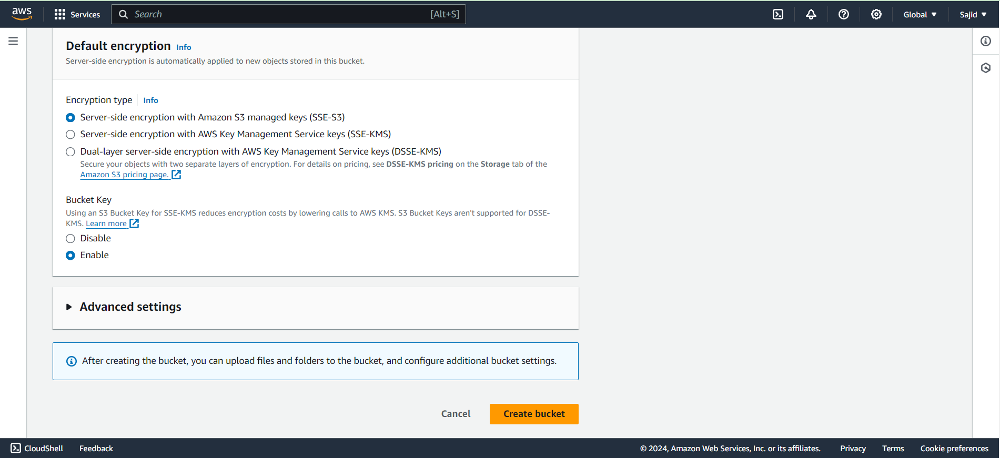 aws
Services
Search
[Alt+S]
Global
Sajid
Default encryption Info
Server-side encryption is automatically applied to new objects stored in this bucket.
Encryption type Info
Server-side encryption with Amazon S3 managed keys (SSE-S3)
Server-side encryption with AWS Key Management Service keys (SSE-KMS)
Dual-layer server-side encryption with AWS Key Management Service keys (DSSE-KMS)
Secure your objects with two separate layers of encryption. For details on pricing, see DSSE-KMS pricing on the Storage tab of the
Amazon S3 pricing page.
Bucket Key
Using an S3 Bucket Key for SSE-KMS reduces encryption costs by lowering calls to AWS KMS. S3 Bucket Keys aren't supported for DSSE-
KMS. Learn more
Disable
Enable
Advanced settings
After creating the bucket, you can upload files and folders to the bucket, and configure additional bucket settings.
Cancel
Create bucket
CloudShell
Feedback
© 2024, Amazon Web Services, Inc. or its affiliates.
Privacy
Terms
Cookie preferences